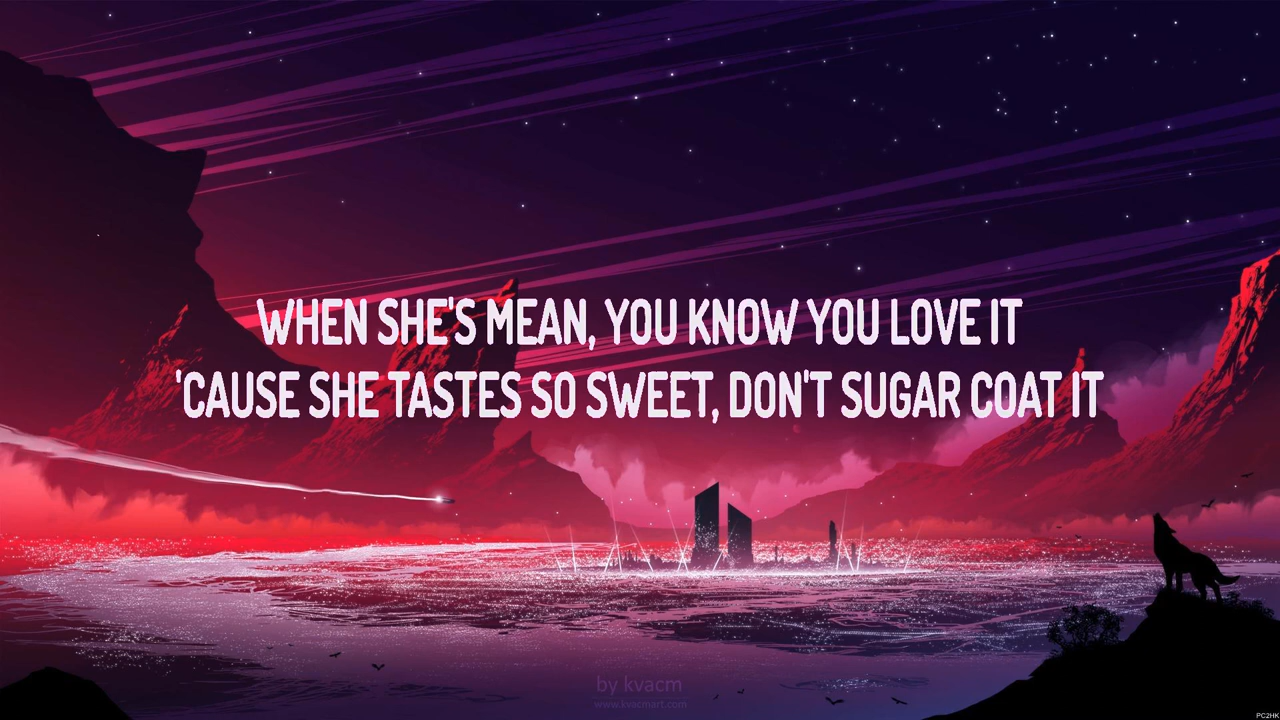 WHEN SHE'S MEAN, YOU KNOW YOU LOVE IT
'CAUSE SHE TASTES SO SWEET, DON'T SUGAR COAT IT
by kvacm
www.kvacmart.com
PC2HK